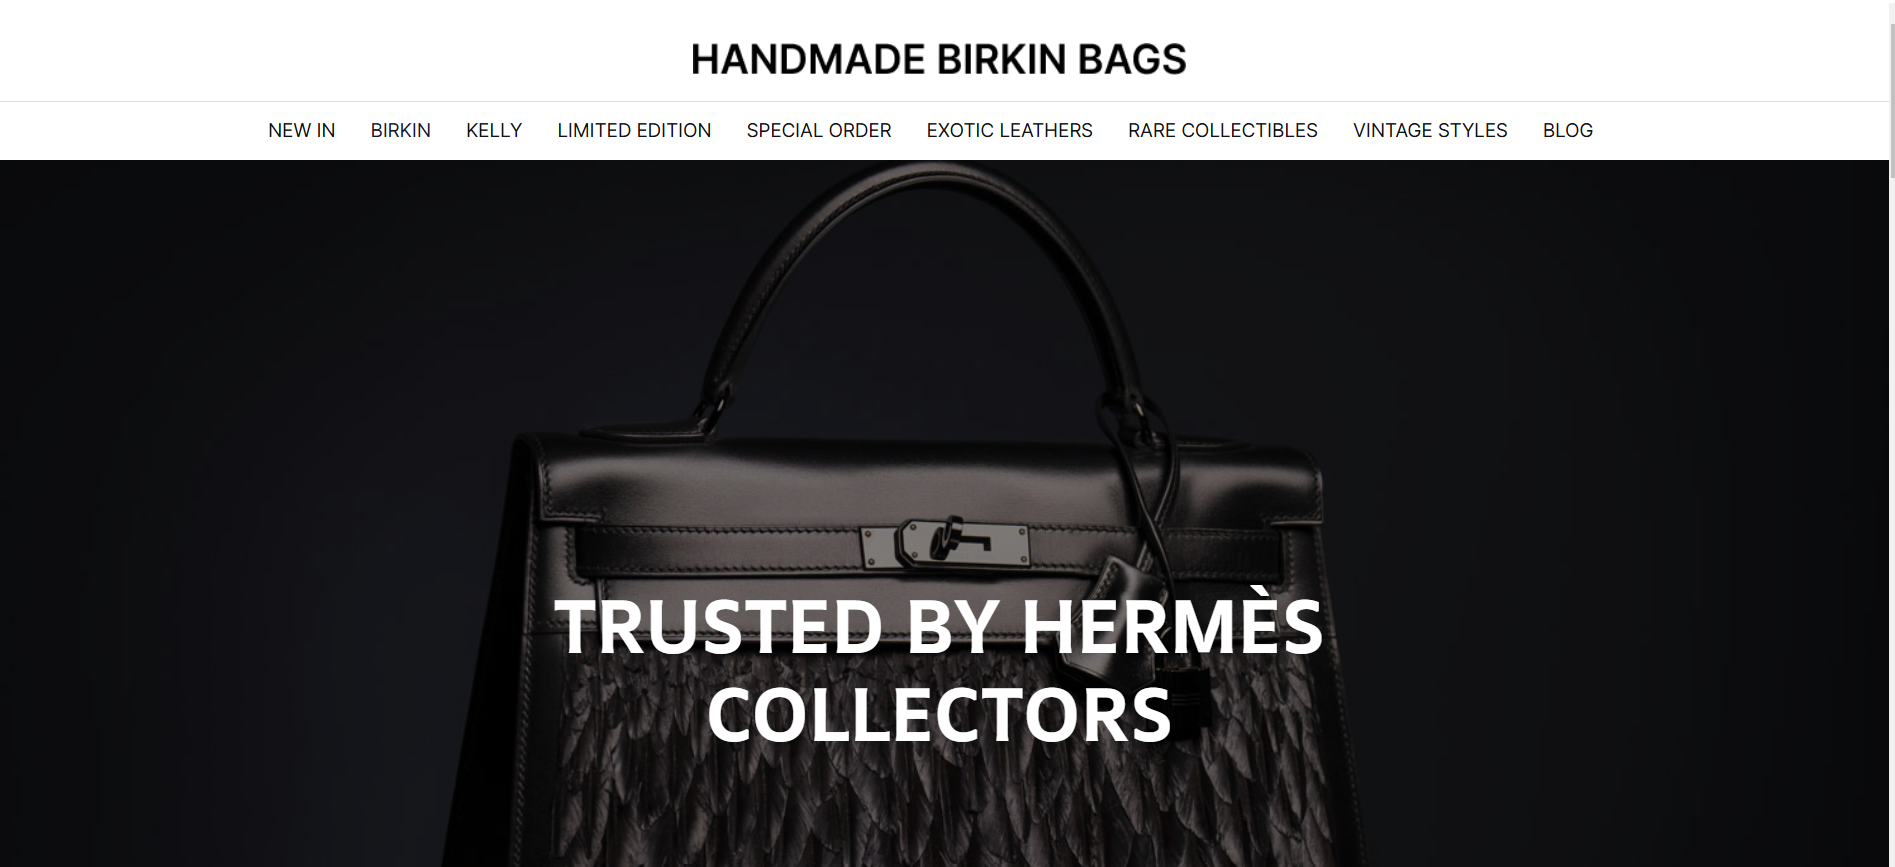 HANDMADE BIRKIN BAGS
NEW IN BIRKIN KELLY LIMITED EDITION SPECIAL ORDER EXOTIC LEATHERS RARE COLLECTIBLES VINTAGE STYLES BLOG
TRUSTED BY HERMÈS
COLLECTORS